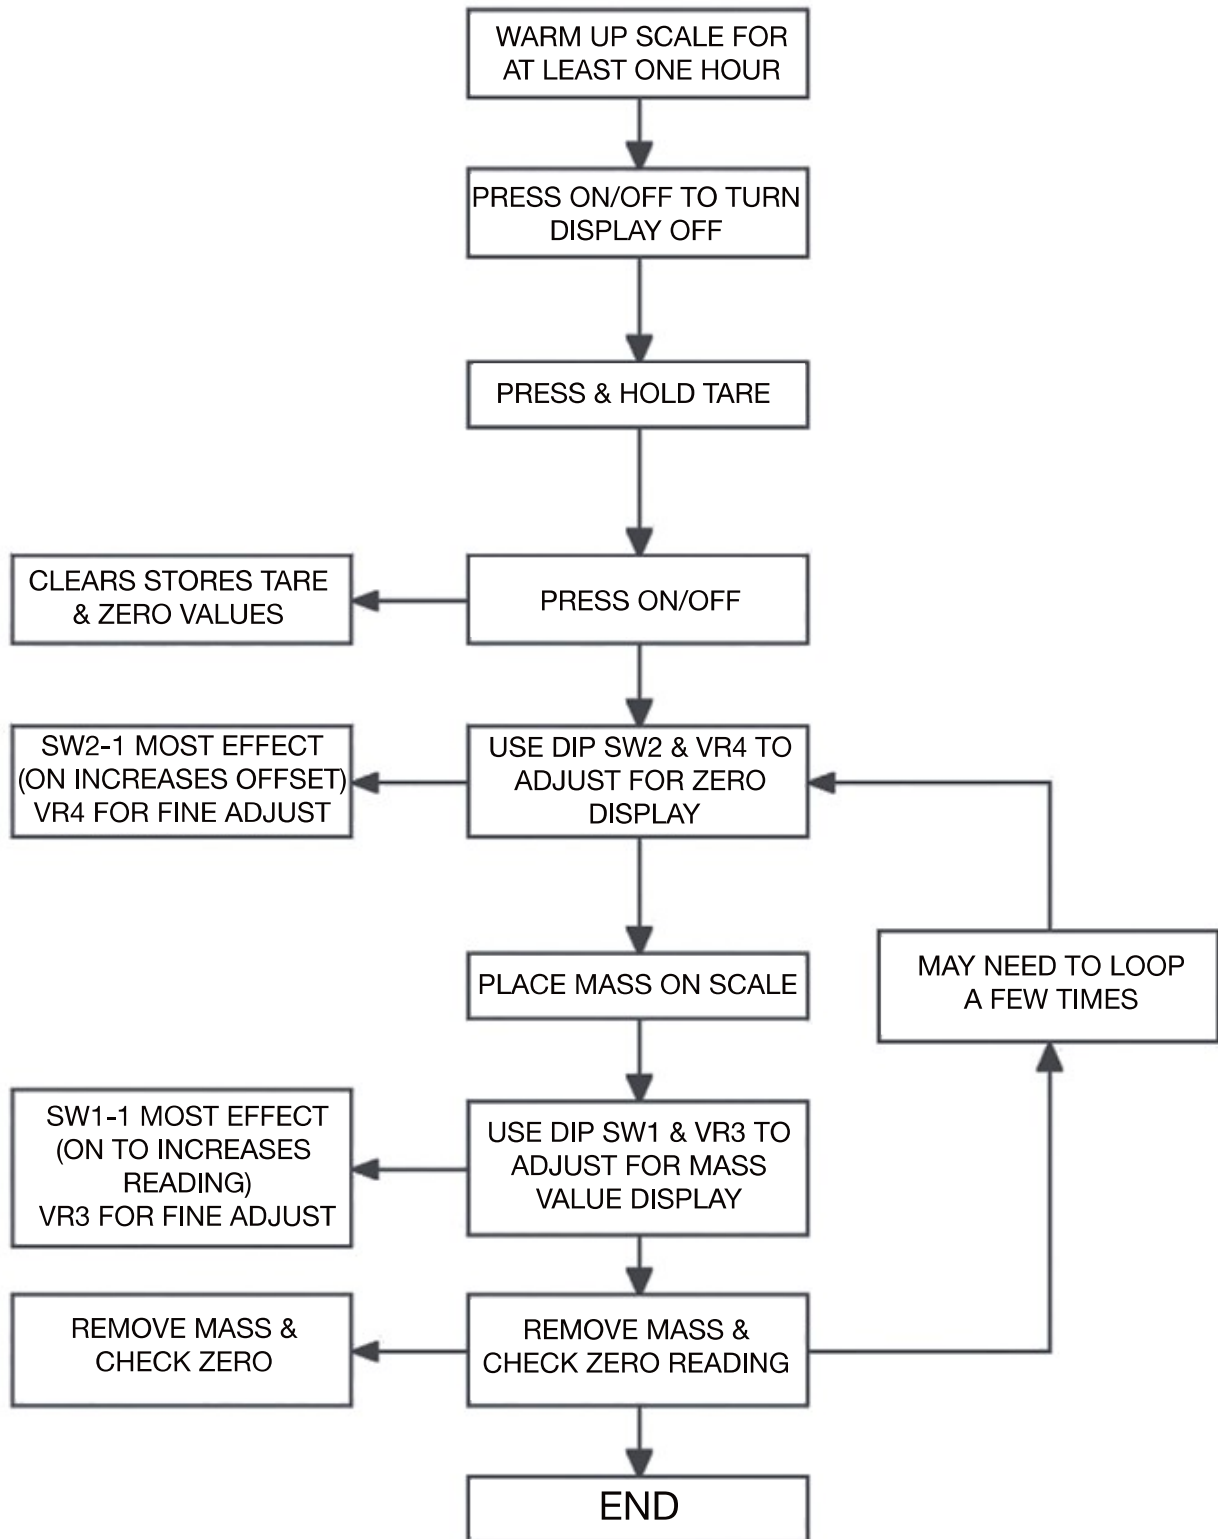 WARM UP SCALE FOR
AT LEAST ONE HOUR
PRESS ON/OFF TO TURN
DISPLAY OFF
PRESS & HOLD TARE
CLEARS STORES TARE
& ZERO VALUES
PRESS ON/OFF
SW2-1 MOST EFFECT
(ON INCREASES OFFSET)
VR4 FOR FINE ADJUST
USE DIP SW2 & VR4 TO
ADJUST FOR ZERO
DISPLAY
PLACE MASS ON SCALE
MAY NEED TO LOOP
A FEW TIMES
SW1-1 MOST EFFECT
(ON TO INCREASES
READING)
VR3 FOR FINE ADJUST
USE DIP SW1 & VR3 TO
ADJUST FOR MASS
VALUE DISPLAY
REMOVE MASS &
CHECK ZERO
REMOVE MASS &
CHECK ZERO READING
END